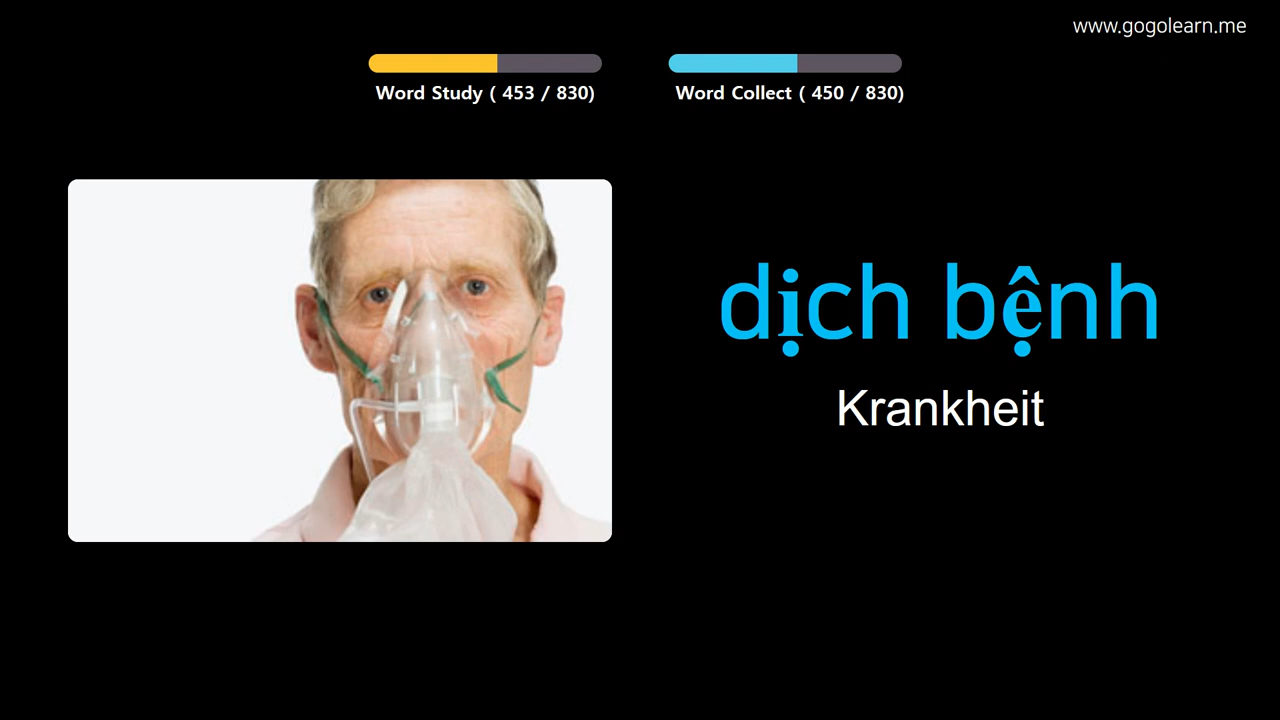 www.gogolearn.me
Word Study ( 453 / 830)
Word Collect ( 450 / 830)
dịch bệnh
Krankheit